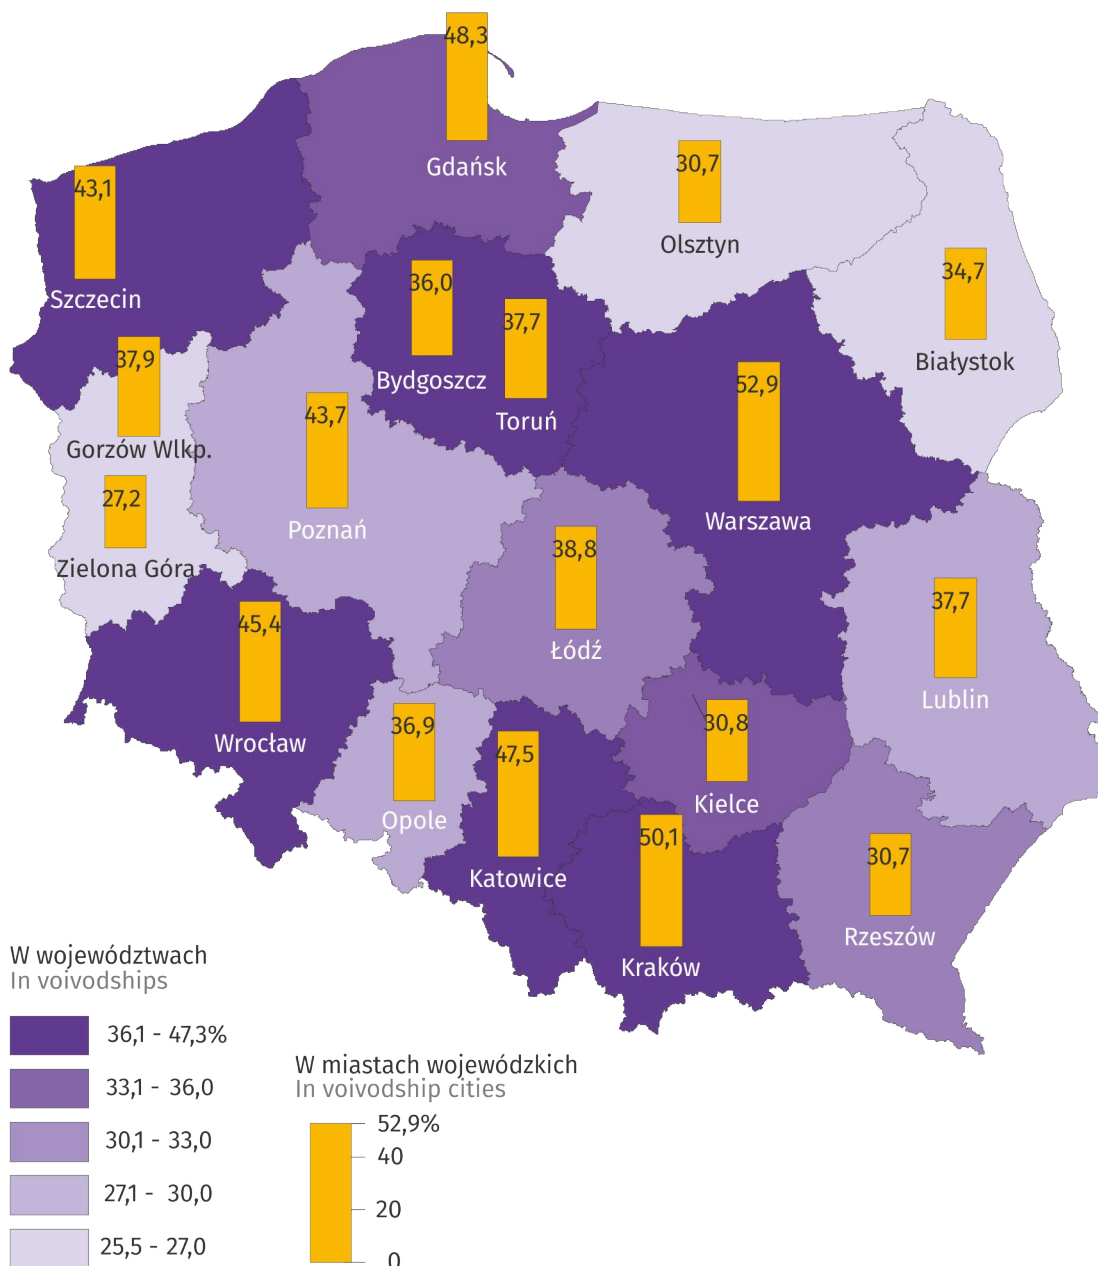 48,3
Gdańsk
43,1
Szczecin
30,7
Olsztyn
36,0
Bydgoszcz
37,7
Toruń
34,7
Białystok
37,9
Gorzów Wlkp.
43,7
Poznań
52,9
Warszawa
27,2
Zielona Góra
38,8
Łódź
37,7
Lublin
45,4
Wrocław
36,9
Opole
47,5
Katowice
30,8
Kielce
50,1
Kraków
30,7
Rzeszów
W województwach
In voivodships
36,1 - 47,3%
33,1 - 36,0
30,1 - 33,0
27,1 - 30,0
25,5 - 27,0
W miastach wojewódzkich
In voivodship cities
52,9%
40
20
0